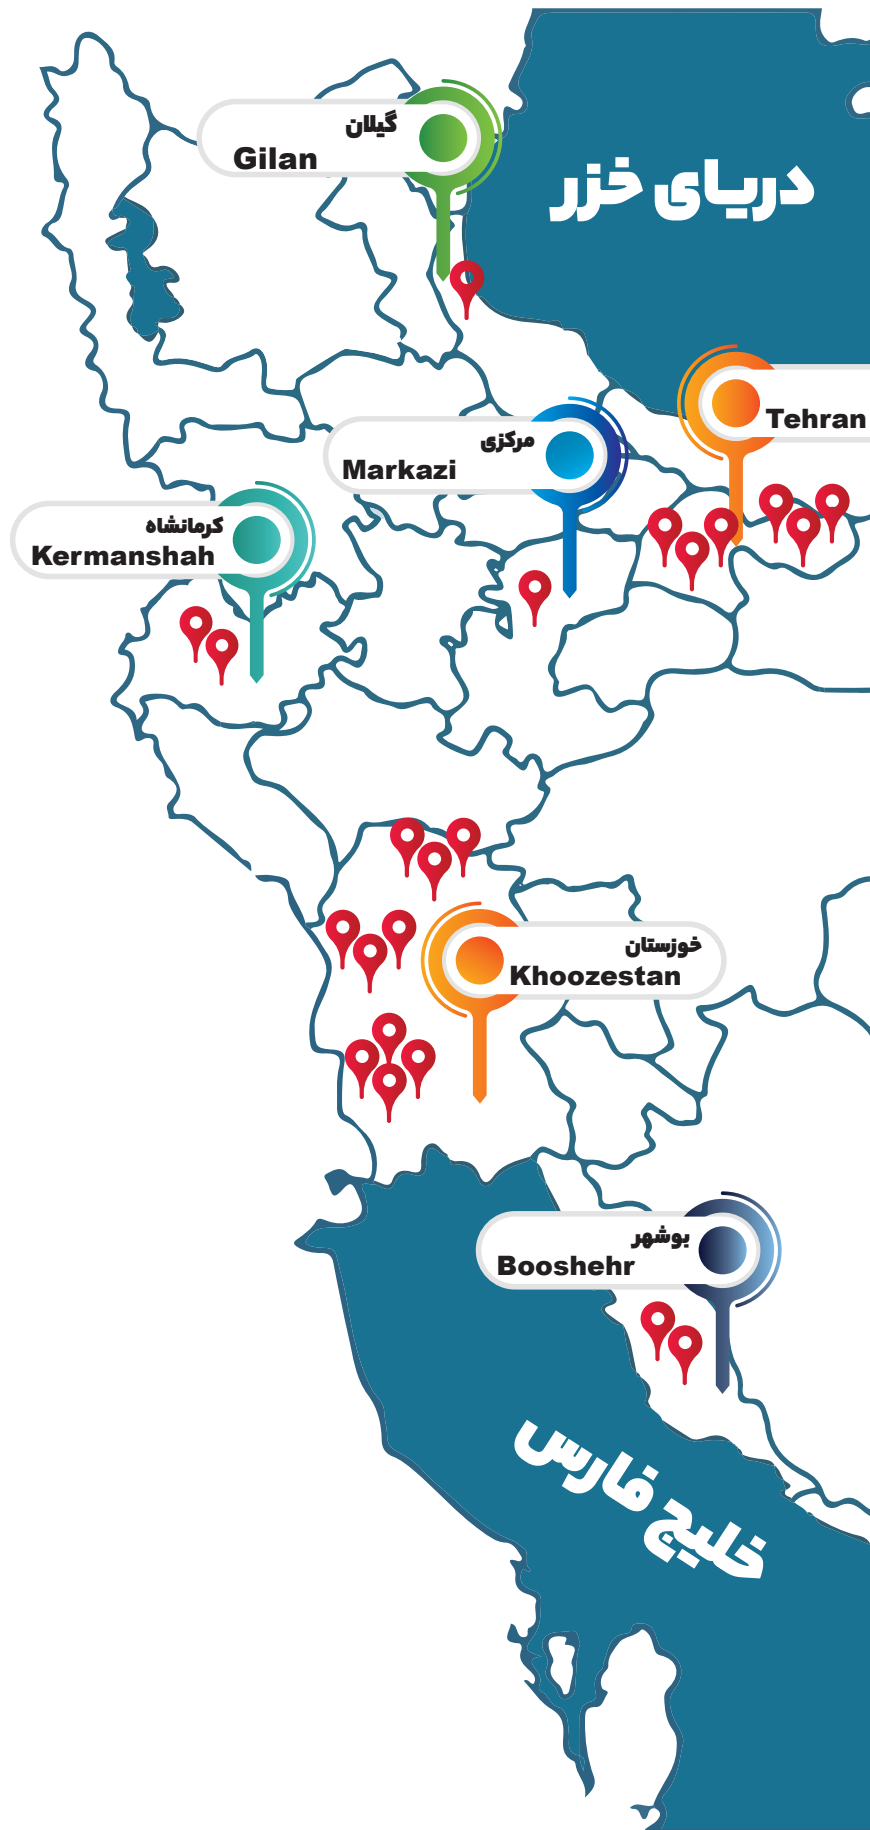 گیلان
Gilan
دریای خزر
Tehran
مرکزی
Markazi
کرمانشاه
Kermanshah
خوزستان
Khoozestan
بوشهر
Booshehr
خلیج فارس